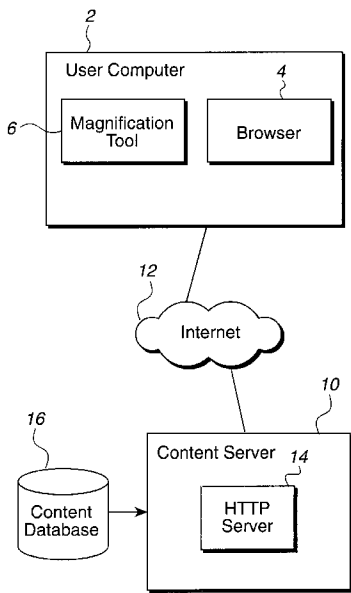 2
User Computer
4
6
Magnification
Tool
Browser
12
Internet
10
16
Content Server
14
Content
Database
HTTP
Server